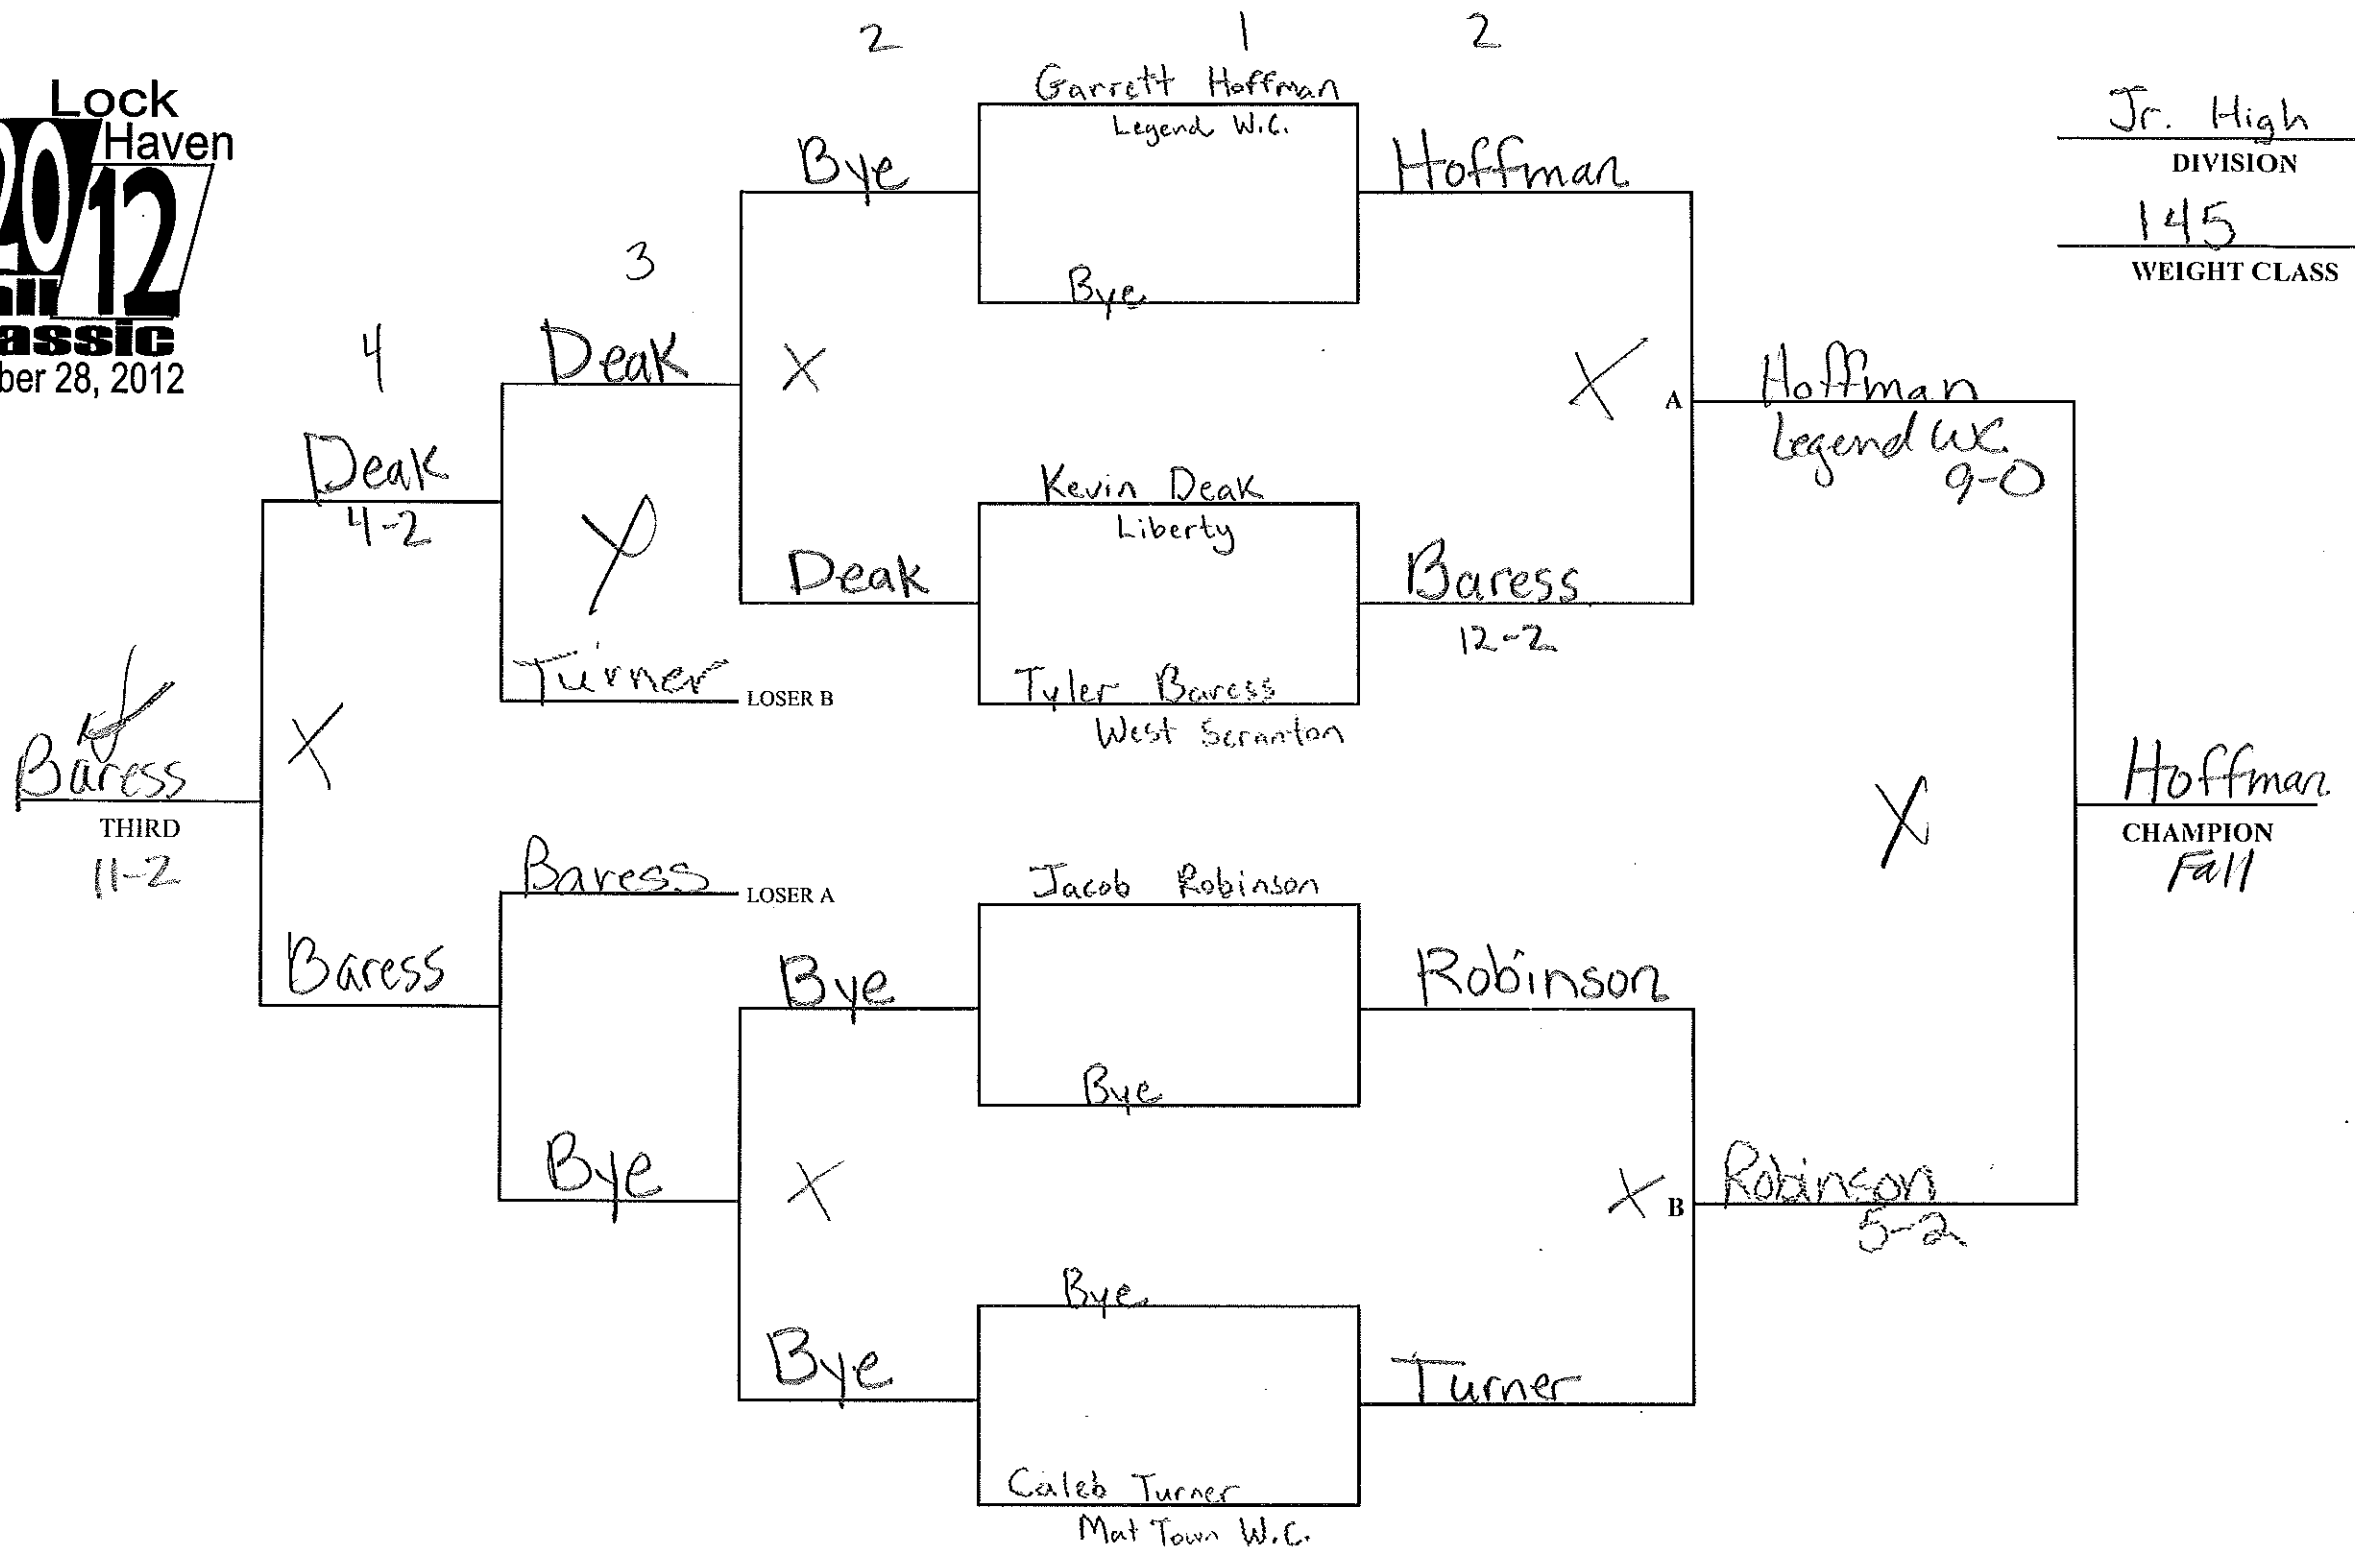 2
1
2
Lock
Haven
2012
assic
ber 28, 2012
Garrett Hoffman
Legend W.C.
Bye
Jr. High
DIVISION
145
WEIGHT CLASS
Bye
Hoffman
3
4
Deak
X
X
A
Hoffman
Legend W.C.
9-0
Deak
4-2
Kevin Deak
Liberty
Deak
Baress
12-2
Turner
LOSER B
Tyler Baress
West Scranton
X
Baress
THIRD
11-2
X
Hoffman
CHAMPION
Fall
Baress
LOSER A
Jacob Robinson
Baress
Bye
Robinson
Bye
Bye
X
X
B
Robinson
5-2
Bye
Bye
Turner
Caleb Turner
Mat Town W.C.